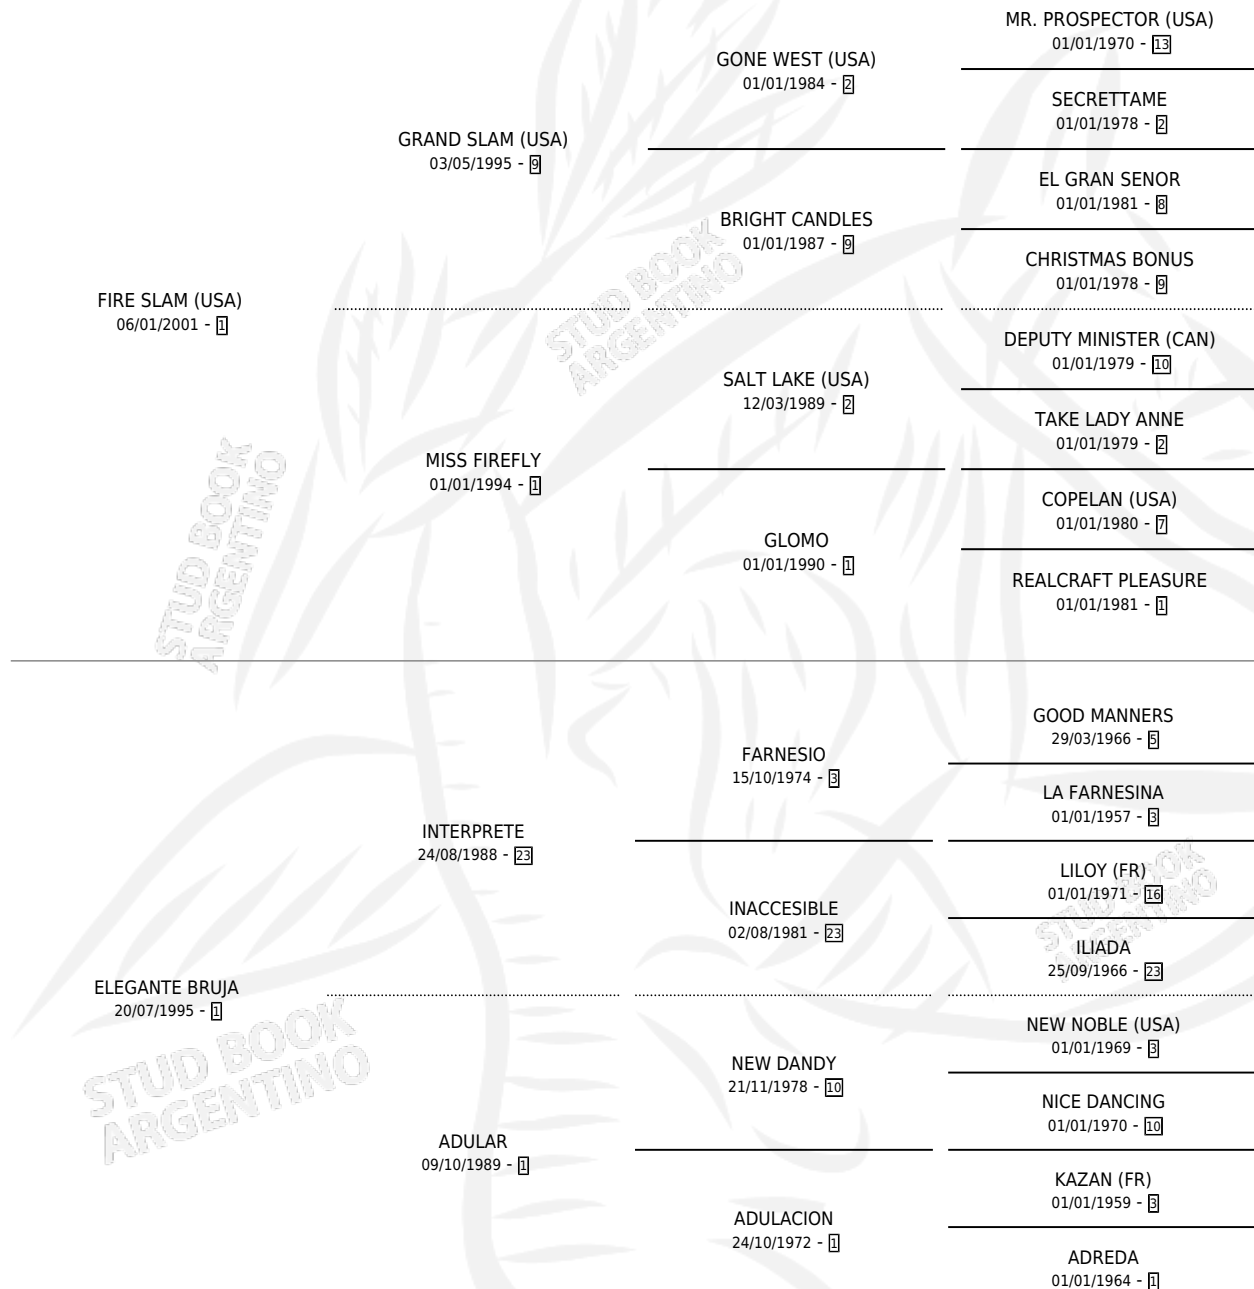 MR. PROSPECTOR (USA)
01/01/1970 - 13
GONE WEST (USA)
01/01/1984 - 2
SECRETTAME
01/01/1978 - 2
GRAND SLAM (USA)
03/05/1995 - 9
EL GRAN SENOR
01/01/1981 - 8
BRIGHT CANDLES
01/01/1987 - 9
CHRISTMAS BONUS
01/01/1978 - 9
FIRE SLAM (USA)
06/01/2001 - 1
DEPUTY MINISTER (CAN)
01/01/1979 - 10
SALT LAKE (USA)
12/03/1989 - 2
TAKE LADY ANNE
01/01/1979 - 2
MISS FIREFLY
01/01/1994 - 1
COPELAN (USA)
01/01/1980 - 7
GLOMO
01/01/1990 - 1
REALCRAFT PLEASURE
01/01/1981 - 1
GOOD MANNERS
29/03/1966 - 5
FARNESIO
15/10/1974 - 3
LA FARNESINA
01/01/1957 - 3
INTERPRETE
24/08/1988 - 23
LILOY (FR)
01/01/1971 - 16
INACCESIBLE
02/08/1981 - 23
ILIADA
25/09/1966 - 23
ELEGANTE BRUJA
20/07/1995 - 1
NEW NOBLE (USA)
01/01/1969 - 3
NEW DANDY
21/11/1978 - 10
NICE DANCING
01/01/1970 - 10
ADULAR
09/10/1989 - 1
KAZAN (FR)
01/01/1959 - 3
ADULACION
24/10/1972 - 1
ADREDA
01/01/1964 - 1
STUD BOOK
ARGENTINO
STUD BOOK
ARGENTINO
STUD BOOK
ARGENTINO
STUD BOOK
ARGENTINO